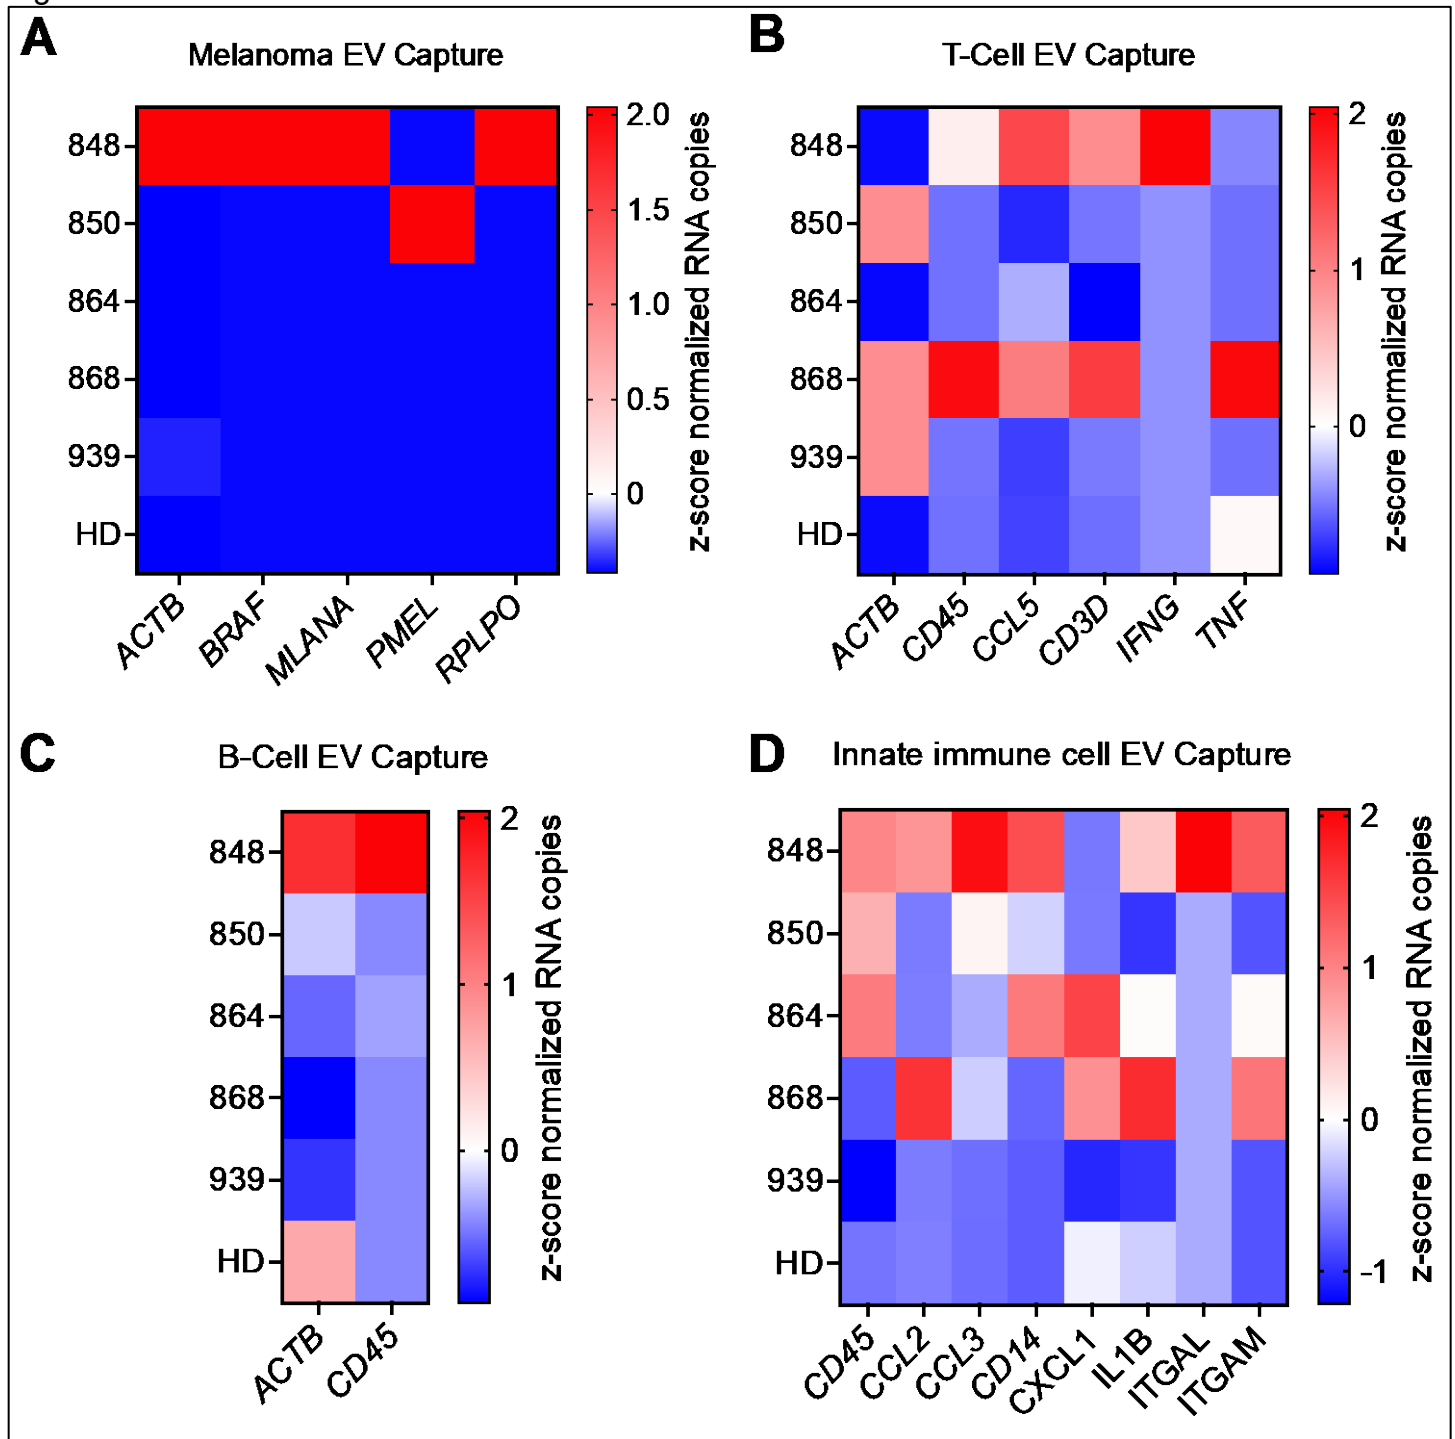 A
Melanoma EV Capture
848
850
864
868
939
HD
ACTB
BRAF
MLANA
PMEL
RPLPO
2.0
1.5
1.0
0.5
0
z-score normalized RNA copies
B
T-Cell EV Capture
848
850
864
868
939
HD
ACTB
CD45
CCL5
CD3D
IFNG
TNF
2
1
0
z-score normalized RNA copies
C
B-Cell EV Capture
848
850
864
868
939
HD
ACTB
CD45
2
1
0
z-score normalized RNA copies
D
Innate immune cell EV Capture
848
850
864
868
939
HD
CD45
CCL2
CCL3
CD14
CXCL1
IL1B
ITGAL
ITGAM
2
1
0
-1
z-score normalized RNA copies